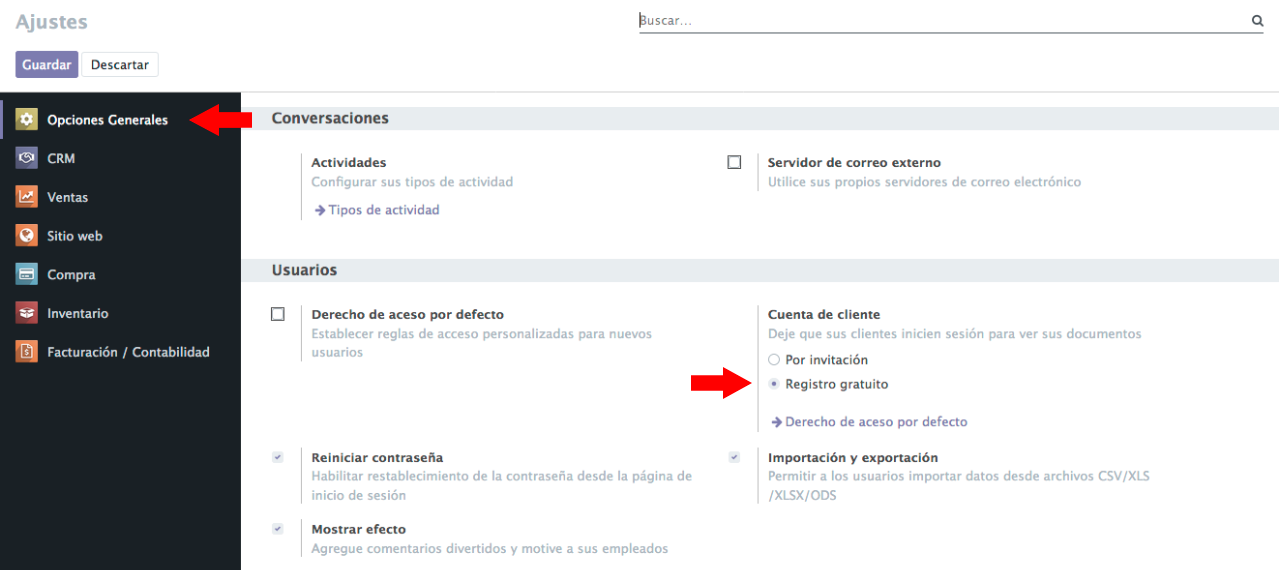 Ajustes
Buscar...
Guardar
Descartar
Opciones Generales
CRM
Ventas
Sitio web
Compra
Inventario
Facturación / Contabilidad
Conversaciones
Actividades
Configurar sus tipos de actividad
Tipos de actividad
Servidor de correo externo
Utilice sus propios servidores de correo electrónico
Usuarios
Derecho de aceso por defecto
Establecer reglas de acceso personalizadas para nuevos
usuarios
Cuenta de cliente
Deje que sus clientes inicien sesión para ver sus documentos
Por invitación
Registro gratuito
Derecho de aceso por defecto
Reiniciar contraseña
Habilitar restablecimiento de la contraseña desde la página de
inicio de sesión
Importación y exportación
Permitir a los usuarios importar datos desde archivos CSV/XLS
/XLSX/ODS
Mostrar efecto
Agregue comentarios divertidos y motive a sus empleados